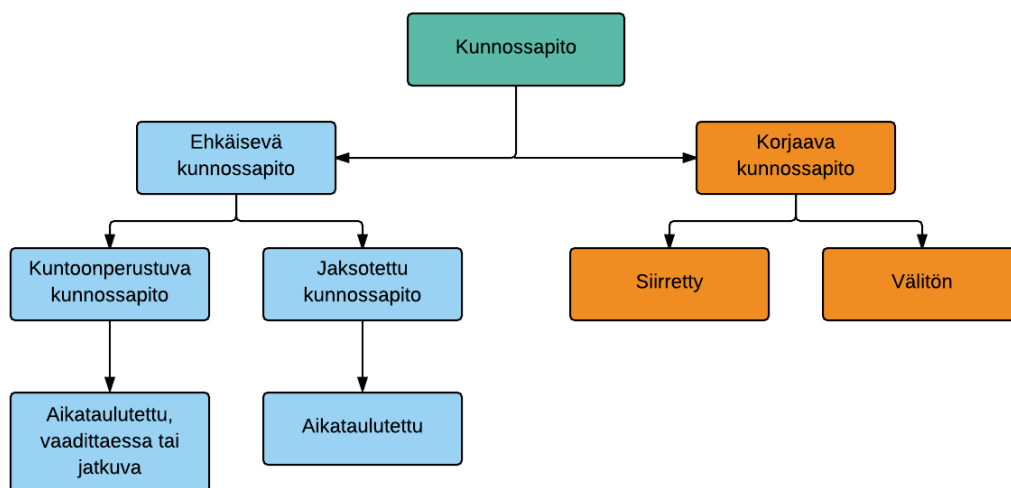 Kunnossapito
Ehkäisevä
kunnossapito
Korjaava
kunnossapito
Kuntoonperustuva
kunnossapito
Jaksotettu
kunnossapito
Siirretty
Välitön
Aikataulutettu,
vaadittaessa tai
jatkuva
Aikataulutettu